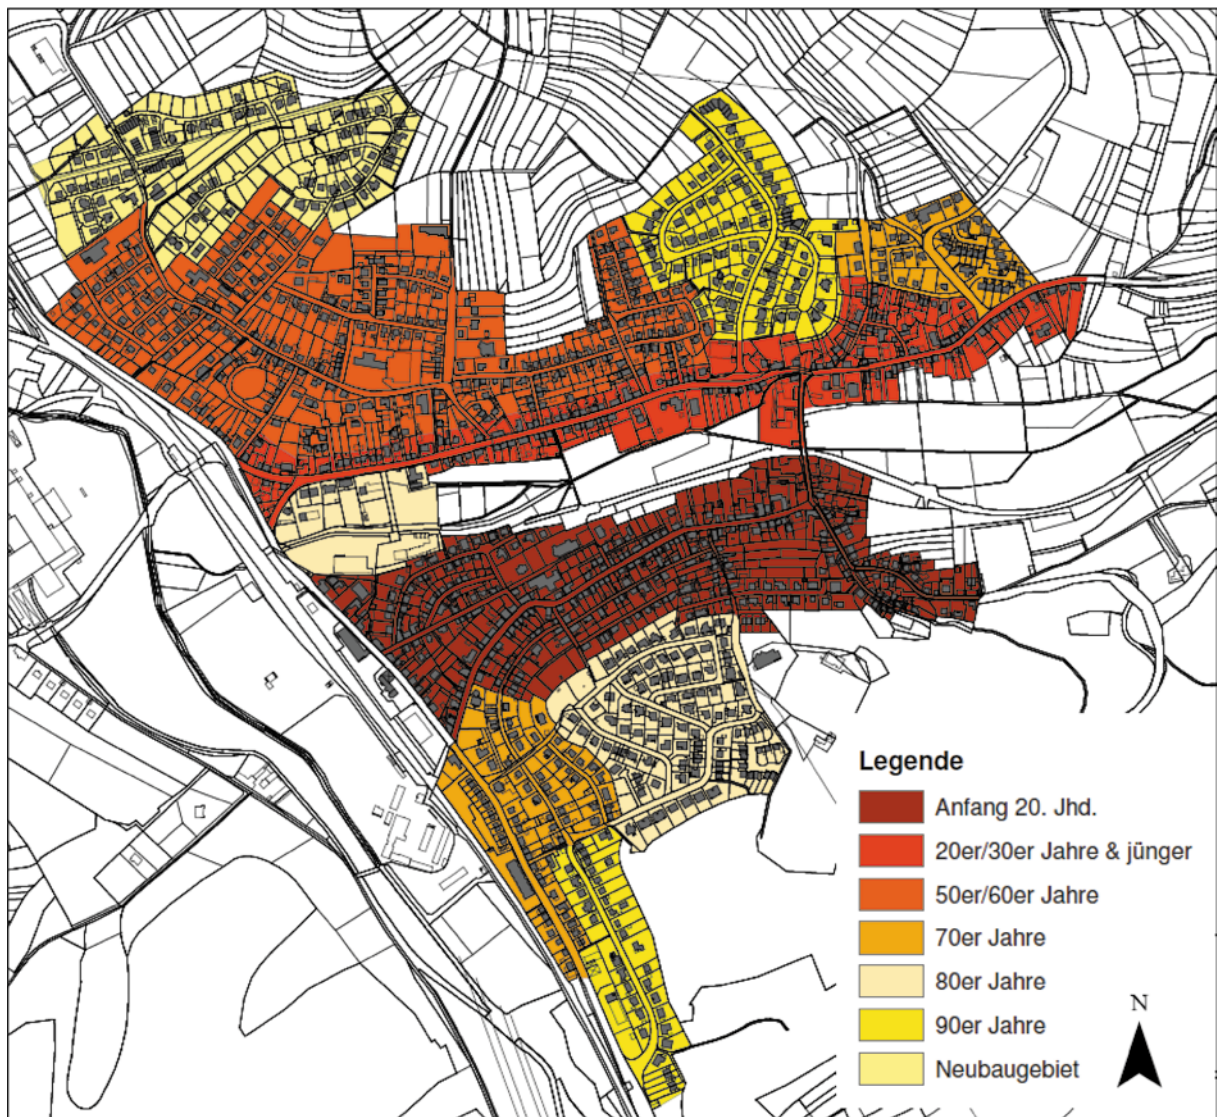 Legende
Anfang 20. Jhd.
20er/30er Jahre & jünger
50er/60er Jahre
70er Jahre
80er Jahre
90er Jahre
Neubaugebiet
N